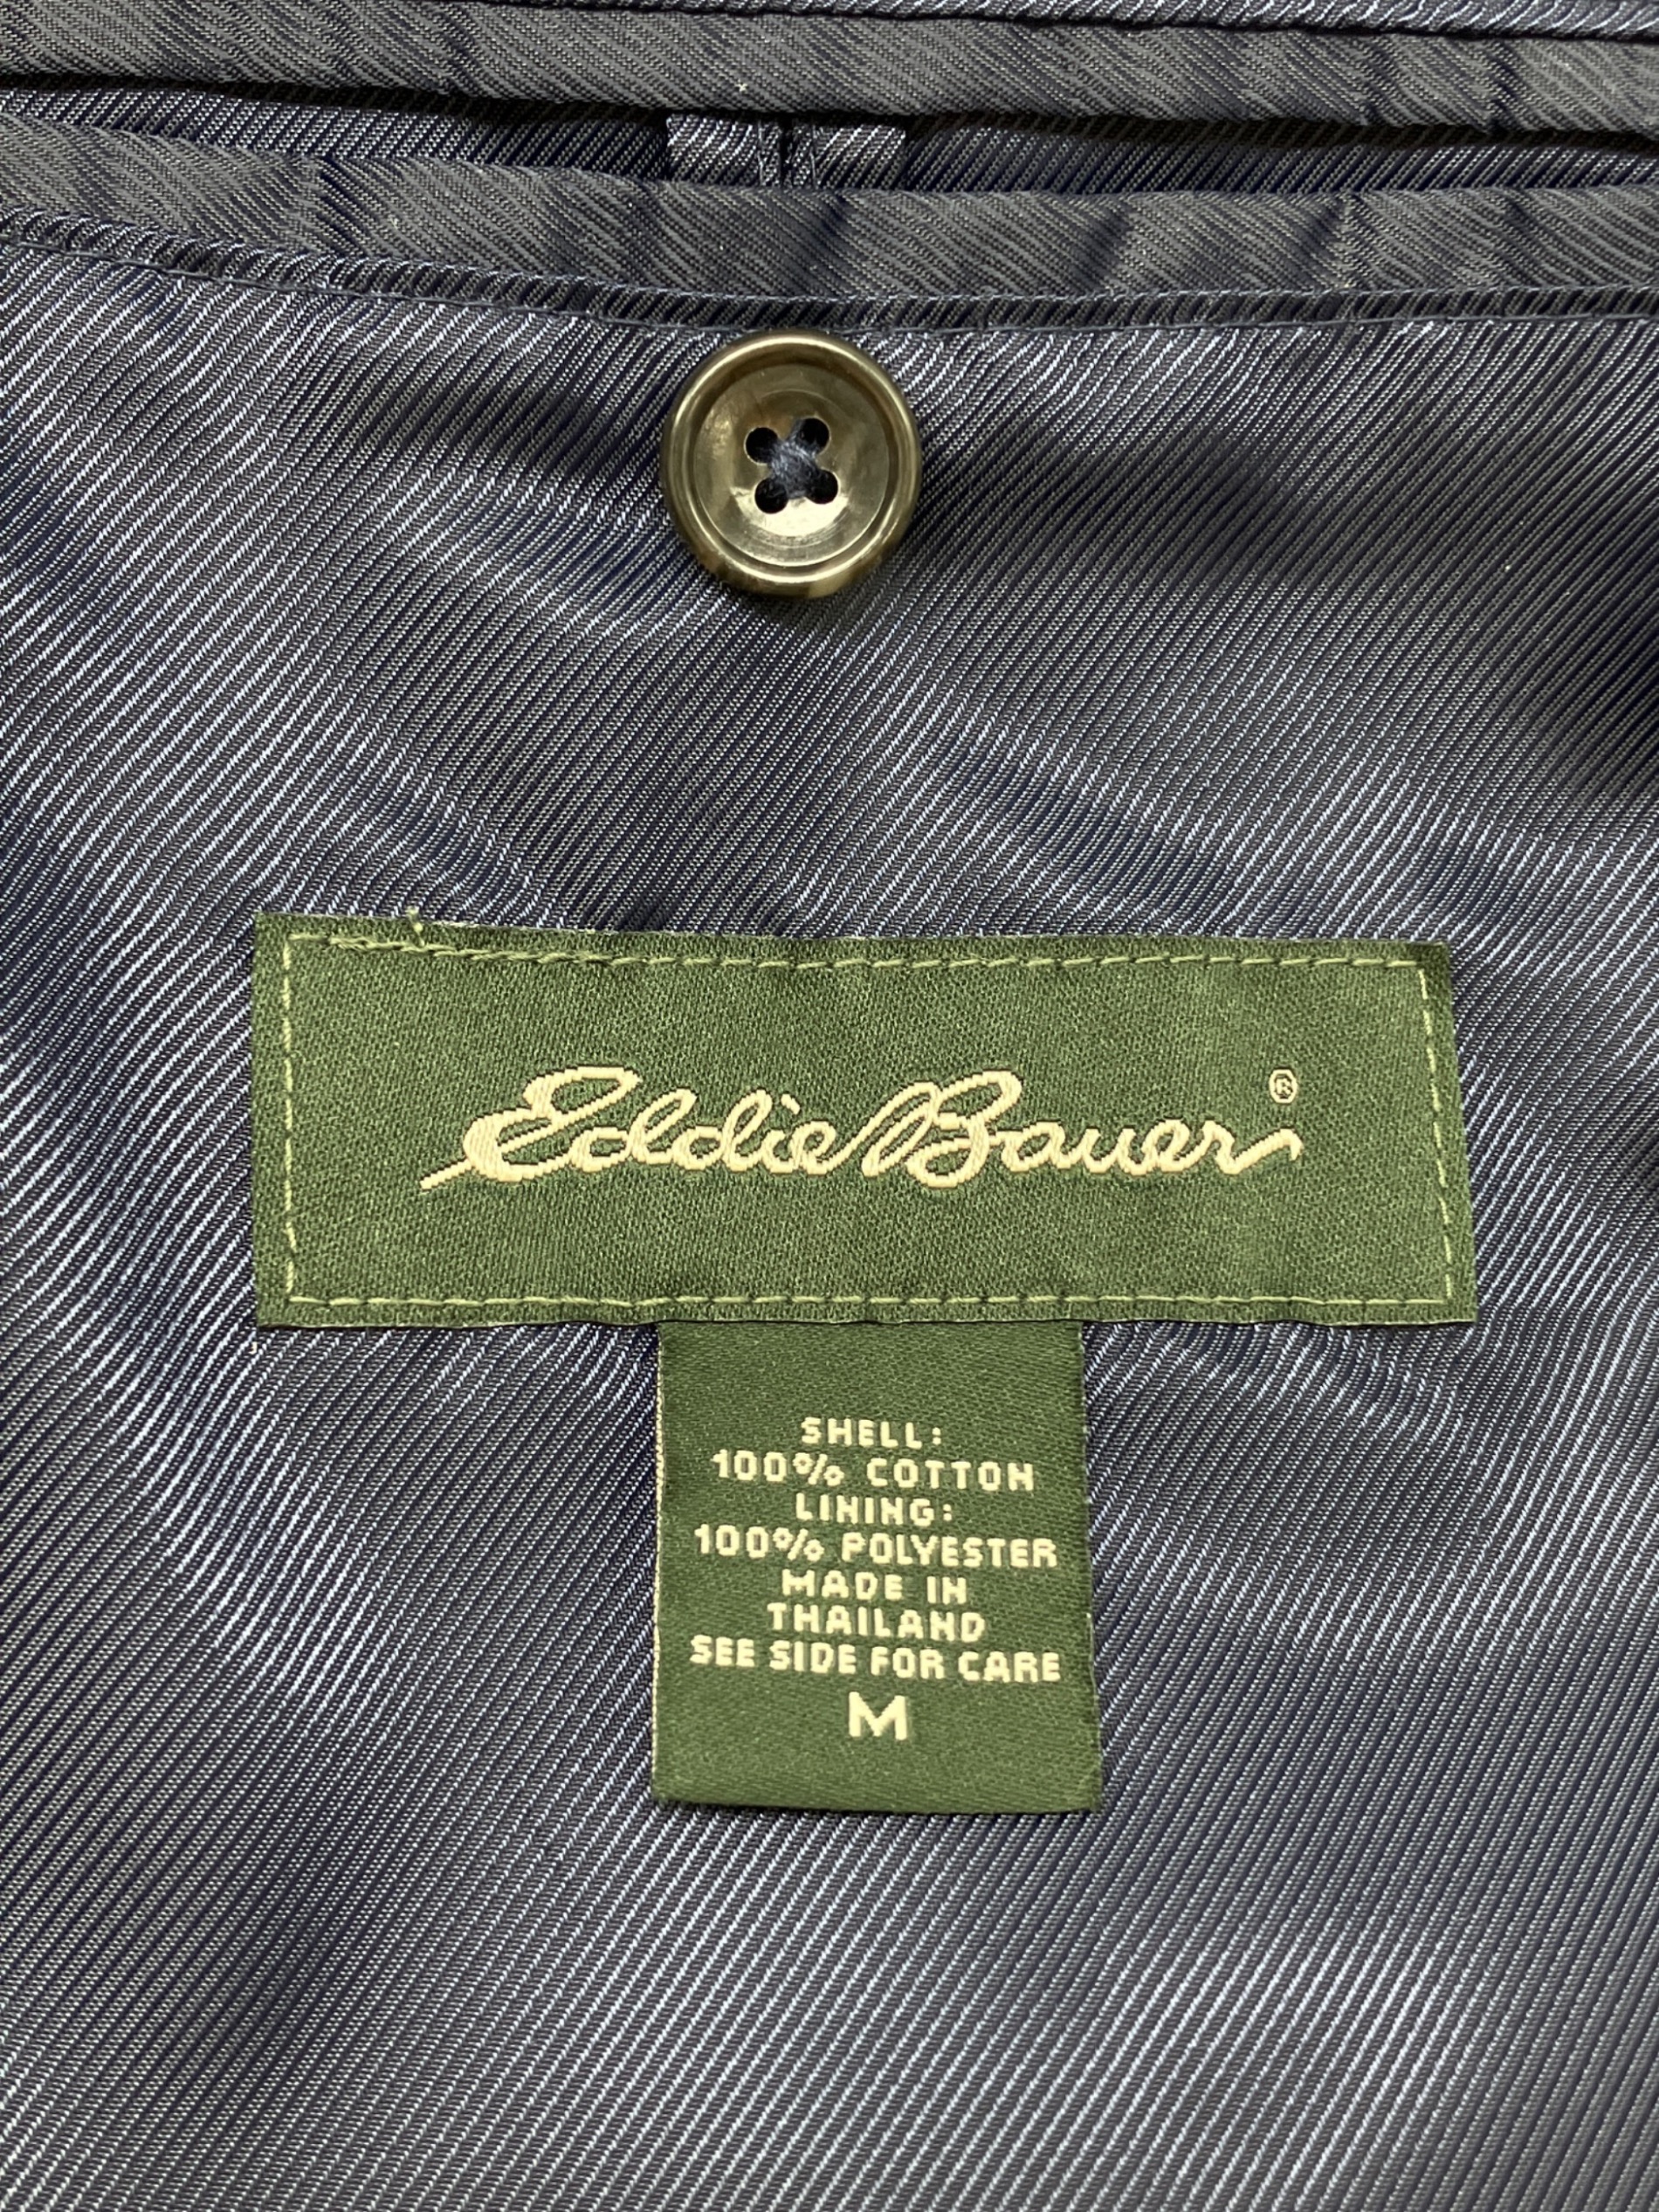 Eddie Bauer®
SHELL:
100% COTTON
LINING:
100% POLYESTER
MADE IN
THAILAND
SEE SIDE FOR CARE
M